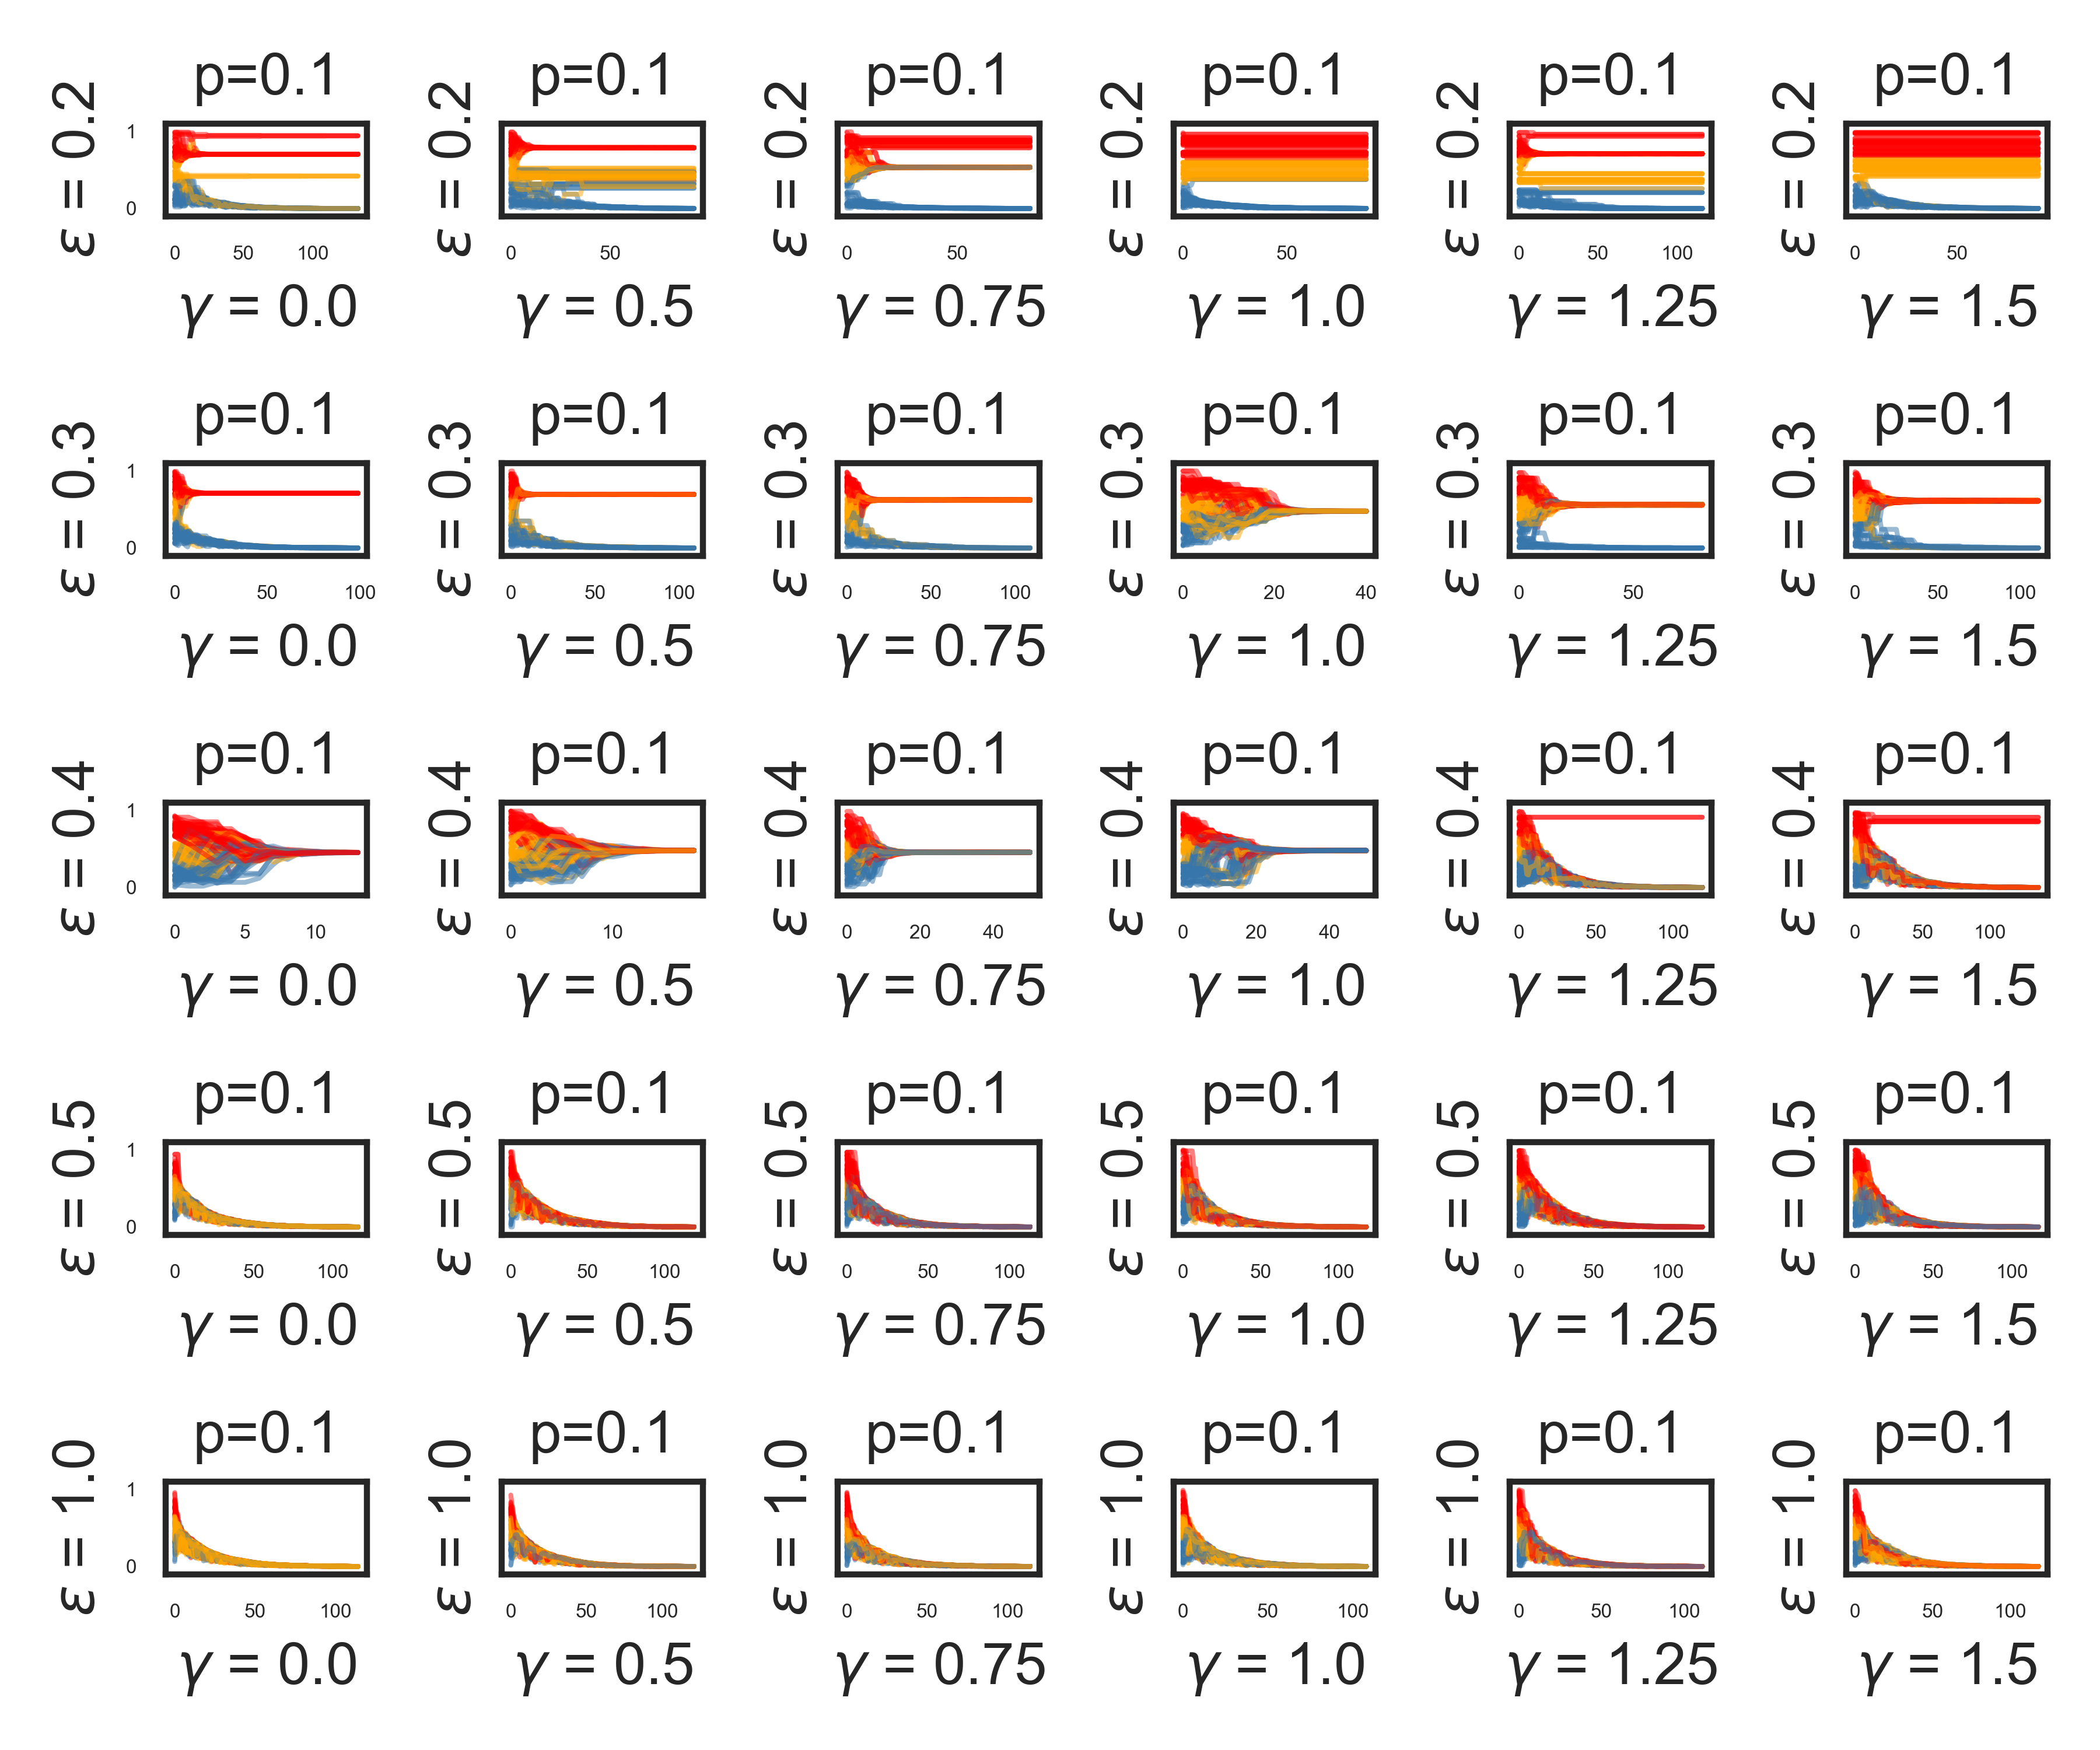 p=0.1 p=0.1 p=0.1 p=0.1 p=0.1 p=0.1
ε = 0.2 ε = 0.2 ε = 0.2 ε = 0.2 ε = 0.2 ε = 0.2
1
0
0 50 100 0 50 0 50 0 50 0 50 100 0 50
γ = 0.0 γ = 0.5 γ = 0.75 γ = 1.0 γ = 1.25 γ = 1.5
p=0.1 p=0.1 p=0.1 p=0.1 p=0.1 p=0.1
ε = 0.3 ε = 0.3 ε = 0.3 ε = 0.3 ε = 0.3 ε = 0.3
1
0
0 50 100 0 50 100 0 50 100 0 20 40 0 50 0 50 100
γ = 0.0 γ = 0.5 γ = 0.75 γ = 1.0 γ = 1.25 γ = 1.5
p=0.1 p=0.1 p=0.1 p=0.1 p=0.1 p=0.1
ε = 0.4 ε = 0.4 ε = 0.4 ε = 0.4 ε = 0.4 ε = 0.4
1
0
0 5 10 0 10 0 20 40 0 20 40 0 50 100 0 50 100
γ = 0.0 γ = 0.5 γ = 0.75 γ = 1.0 γ = 1.25 γ = 1.5
p=0.1 p=0.1 p=0.1 p=0.1 p=0.1 p=0.1
ε = 0.5 ε = 0.5 ε = 0.5 ε = 0.5 ε = 0.5 ε = 0.5
1
0
0 50 100 0 50 100 0 50 100 0 50 100 0 50 100 0 50 100
γ = 0.0 γ = 0.5 γ = 0.75 γ = 1.0 γ = 1.25 γ = 1.5
p=0.1 p=0.1 p=0.1 p=0.1 p=0.1 p=0.1
ε = 1.0 ε = 1.0 ε = 1.0 ε = 1.0 ε = 1.0 ε = 1.0
1
0
0 50 100 0 50 100 0 50 100 0 50 100 0 50 100 0 50 100
γ = 0.0 γ = 0.5 γ = 0.75 γ = 1.0 γ = 1.25 γ = 1.5